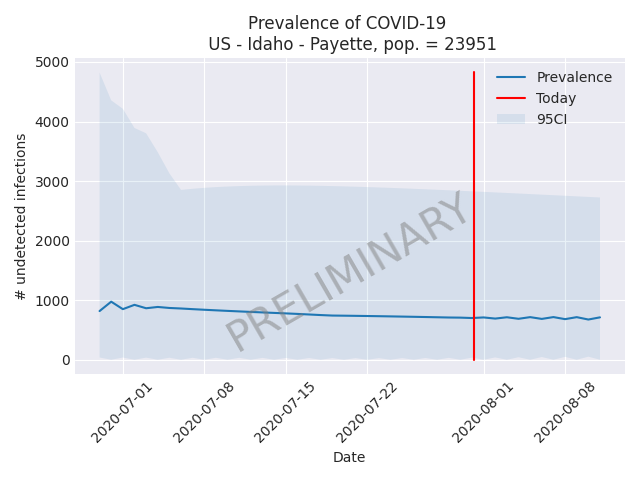 Prevalence of COVID-19
US - Idaho - Payette, pop. = 23951
5000
4000
3000
2000
1000
0
# undetected infections
Prevalence
Today
95CI
PRELIMINARY
2020-07-01
2020-07-08
2020-07-15
2020-07-22
2020-08-01
2020-08-08
Date